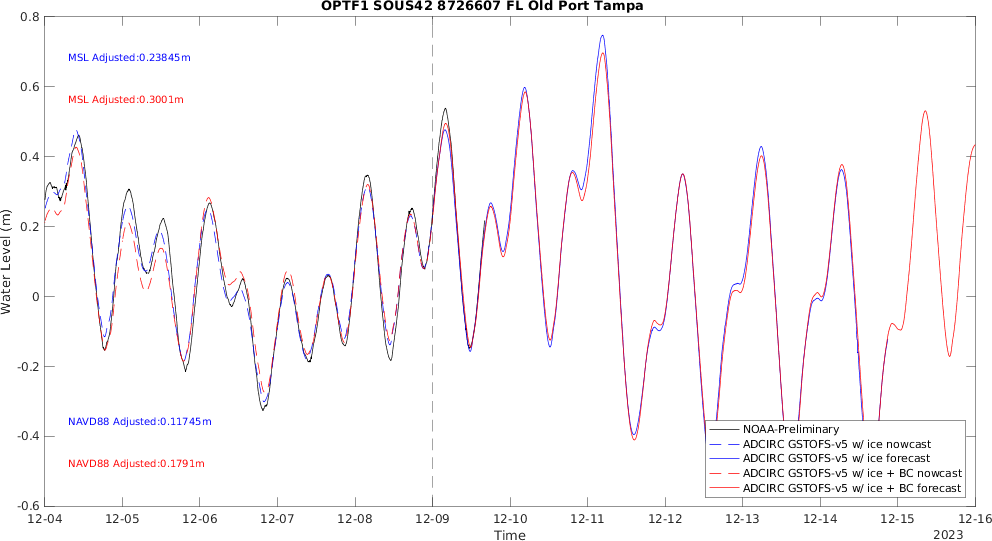 OPTF1 SOUS42 8726607 FL Old Port Tampa
0.8
0.6
0.4
0.2
0
-0.2
-0.4
-0.6
Water Level (m)
MSL Adjusted:0.23845m
MSL Adjusted:0.3001m
NAVD88 Adjusted:0.11745m
NAVD88 Adjusted:0.1791m
NOAA-Preliminary
ADCIRC GSTOFS-v5 w/ ice nowcast
ADCIRC GSTOFS-v5 w/ ice forecast
ADCIRC GSTOFS-v5 w/ ice + BC nowcast
ADCIRC GSTOFS-v5 w/ ice + BC forecast
12-04 12-05 12-06 12-07 12-08 12-09 12-10 12-11 12-12 12-13 12-14 12-15 12-16
Time
2023